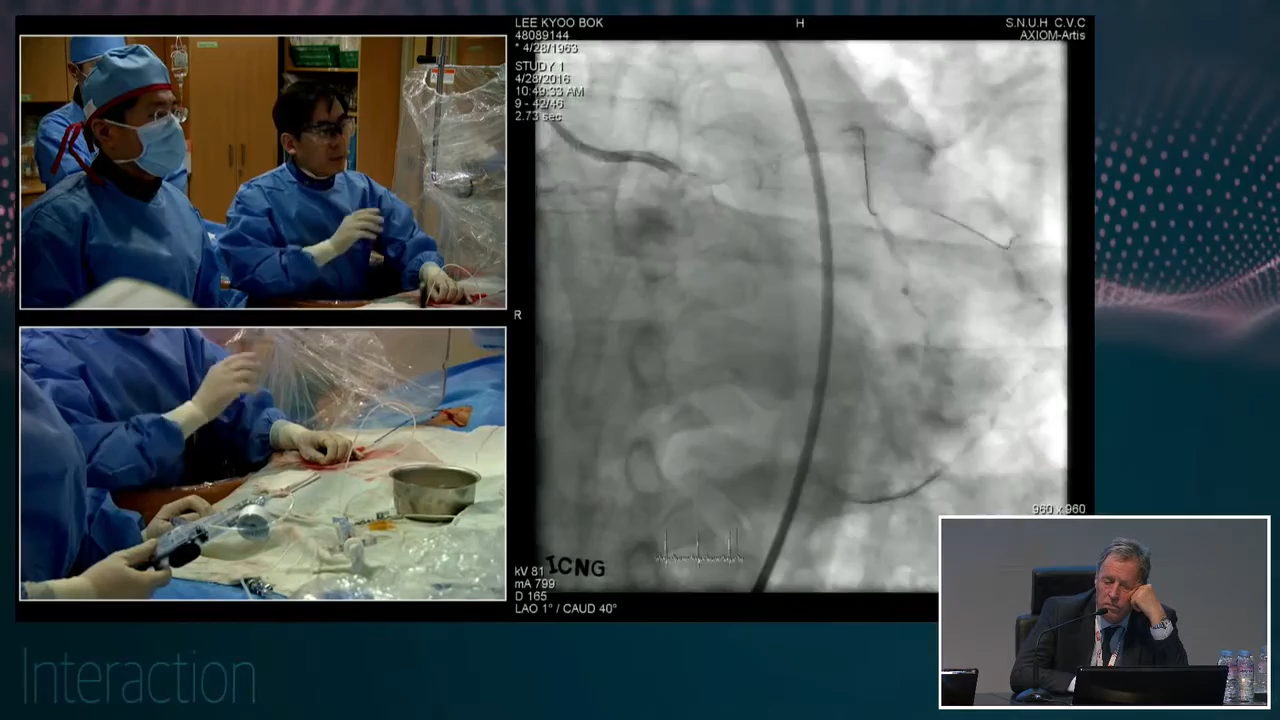 LEE KYOO BOK
48089144
* 4/28/1963
STUDY 1
4/28/2016
10:49:33 AM
9 - 42/46
2.73 sec
H
S.N.U.H C.V.C
AXIOM-Artis
R
960 x 960
ICNG
kV 81
mA 799
D 165
LAO 1° / CAUD 40°
Interaction